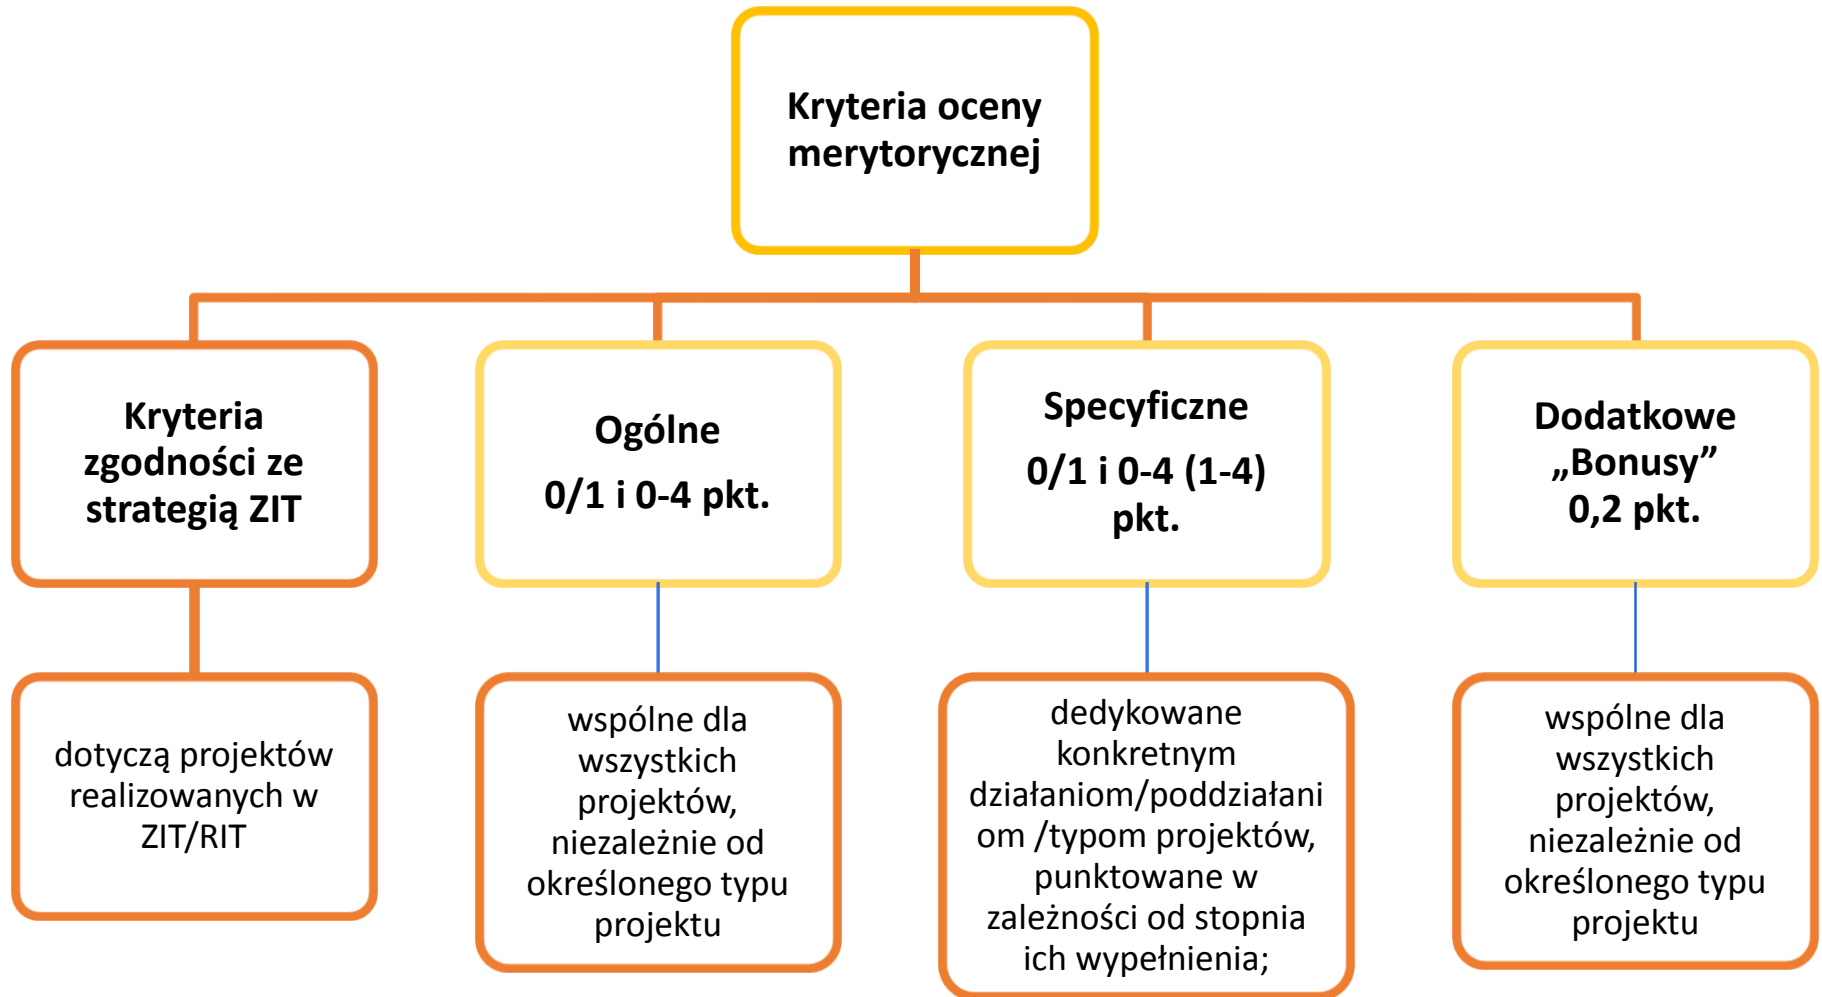 Kryteria oceny
merytorycznej
Kryteria
zgodności ze
strategią ZIT
Ogólne
0/1 i 0-4 pkt.
Specyficzne
0/1 i 0-4 (1-4)
pkt.
Dodatkowe
„Bonusy”
0,2 pkt.
dotyczą projektów
realizowanych w
ZIT/RIT
wspólne dla
wszystkich
projektów,
niezależnie od
określonego typu
projektu
dedykowane
konkretnym
działaniom/poddziałani
om /typom projektów,
punktowane w
zależności od stopnia
ich wypełnienia;
wspólne dla
wszystkich
projektów,
niezależnie od
określonego typu
projektu